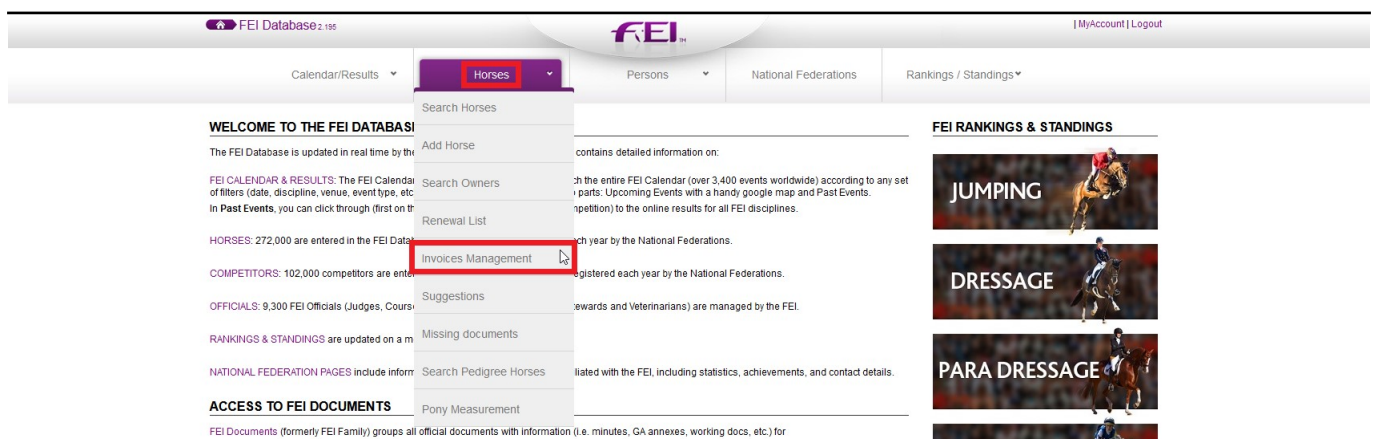 FEI Database 2.195
FEI™
| MyAccount | Logout
Calendar/Results
Horses
Persons
National Federations
Rankings / Standings
Search Horses
Add Horse
Search Owners
Renewal List
Invoices Management
Suggestions
Missing documents
Search Pedigree Horses
Pony Measurement
WELCOME TO THE FEI DATABAS
The FEI Database is updated in real time by the contains detailed information on:
FEI CALENDAR & RESULTS: The FEI Calenda ch the entire FEI Calendar (over 3,400 events worldwide) according to any set
of filters (date, discipline, venue, event type, etc parts: Upcoming Events with a handy google map and Past Events.
In Past Events, you can click through (first on th petition) to the online results for all FEI disciplines.
HORSES: 272,000 are entered in the FEI Data ch year by the National Federations.
COMPETITORS: 102,000 competitors are ente egistered each year by the National Federations.
OFFICIALS: 9,300 FEI Officials (Judges, Cours tewards and Veterinarians) are managed by the FEI.
RANKINGS & STANDINGS are updated on a m
NATIONAL FEDERATION PAGES include inform liated with the FEI, including statistics, achievements, and contact details.
ACCESS TO FEI DOCUMENTS
FEI Documents (formerly FEI Family) groups all official documents with information (i.e. minutes, GA annexes, working docs, etc.) for
FEI RANKINGS & STANDINGS
JUMPING
DRESSAGE
PARA DRESSAGE